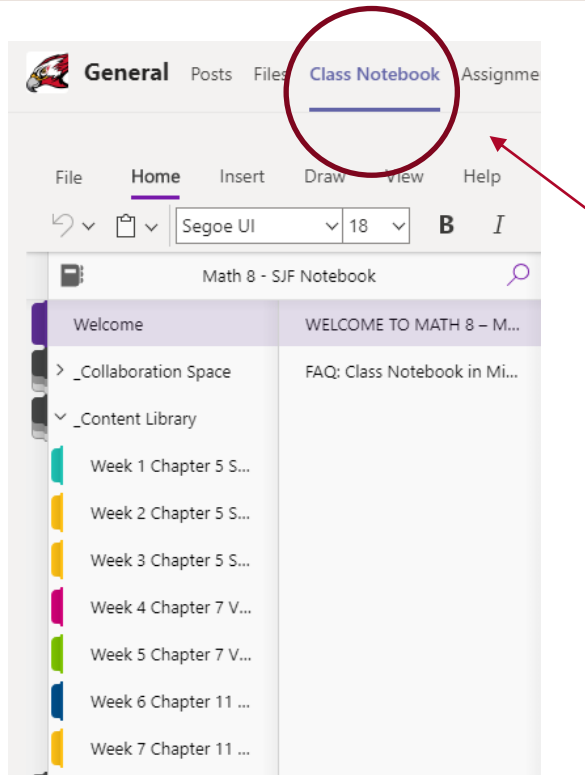 General Posts Files Class Notebook Assignme
File Home Insert Draw View Help
Segoe UI 18 B I
Math 8 - SJF Notebook
Welcome WELCOME TO MATH 8 – M...
_Collaboration Space FAQ: Class Notebook in Mi...
_Content Library
Week 1 Chapter 5 S...
Week 2 Chapter 5 S...
Week 3 Chapter 5 S...
Week 4 Chapter 7 V...
Week 5 Chapter 7 V...
Week 6 Chapter 11 ...
Week 7 Chapter 11 ...